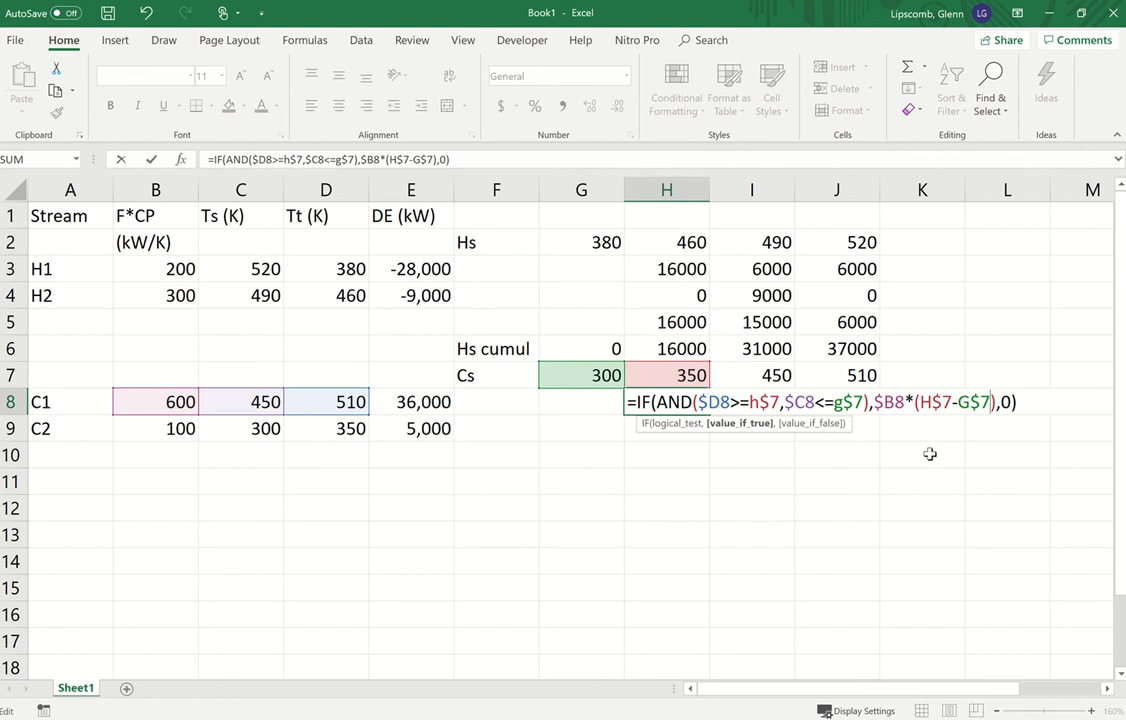 AutoSave Off Book1 - Excel Lipscomb, Glenn LG
File Home Insert Draw Page Layout Formulas Data Review View Developer Help Nitro Pro Search Share Comments
11 A A ab General Insert Σ
Paste B I U A $ % Conditional Formatting Format as Table Cell Styles Delete Format Sort & Filter Find & Select Ideas
Clipboard Font Alignment Number Styles Cells Editing Ideas
SUM fx =IF(AND($D8>=h$7,$C8<=g$7),$B8*(H$7-G$7),0)
A B C D E F G H I J K L M
1 Stream F*CP Ts (K) Tt (K) DE (kW)
2 (kW/K) Hs 380 460 490 520
3 H1 200 520 380 -28,000 16000 6000 6000
4 H2 300 490 460 -9,000 0 9000 0
5 16000 15000 6000
6 Hs cumul 0 16000 31000 37000
7 Cs 300 350 450 510
8 C1 600 450 510 36,000 =IF(AND($D8>=h$7,$C8<=g$7),$B8*(H$7-G$7),0)
IF(logical_test, [value_if_true], [value_if_false])
9 C2 100 300 350 5,000
10
11
12
13
14
15
16
17
18
Sheet1
Edit Display Settings 160%